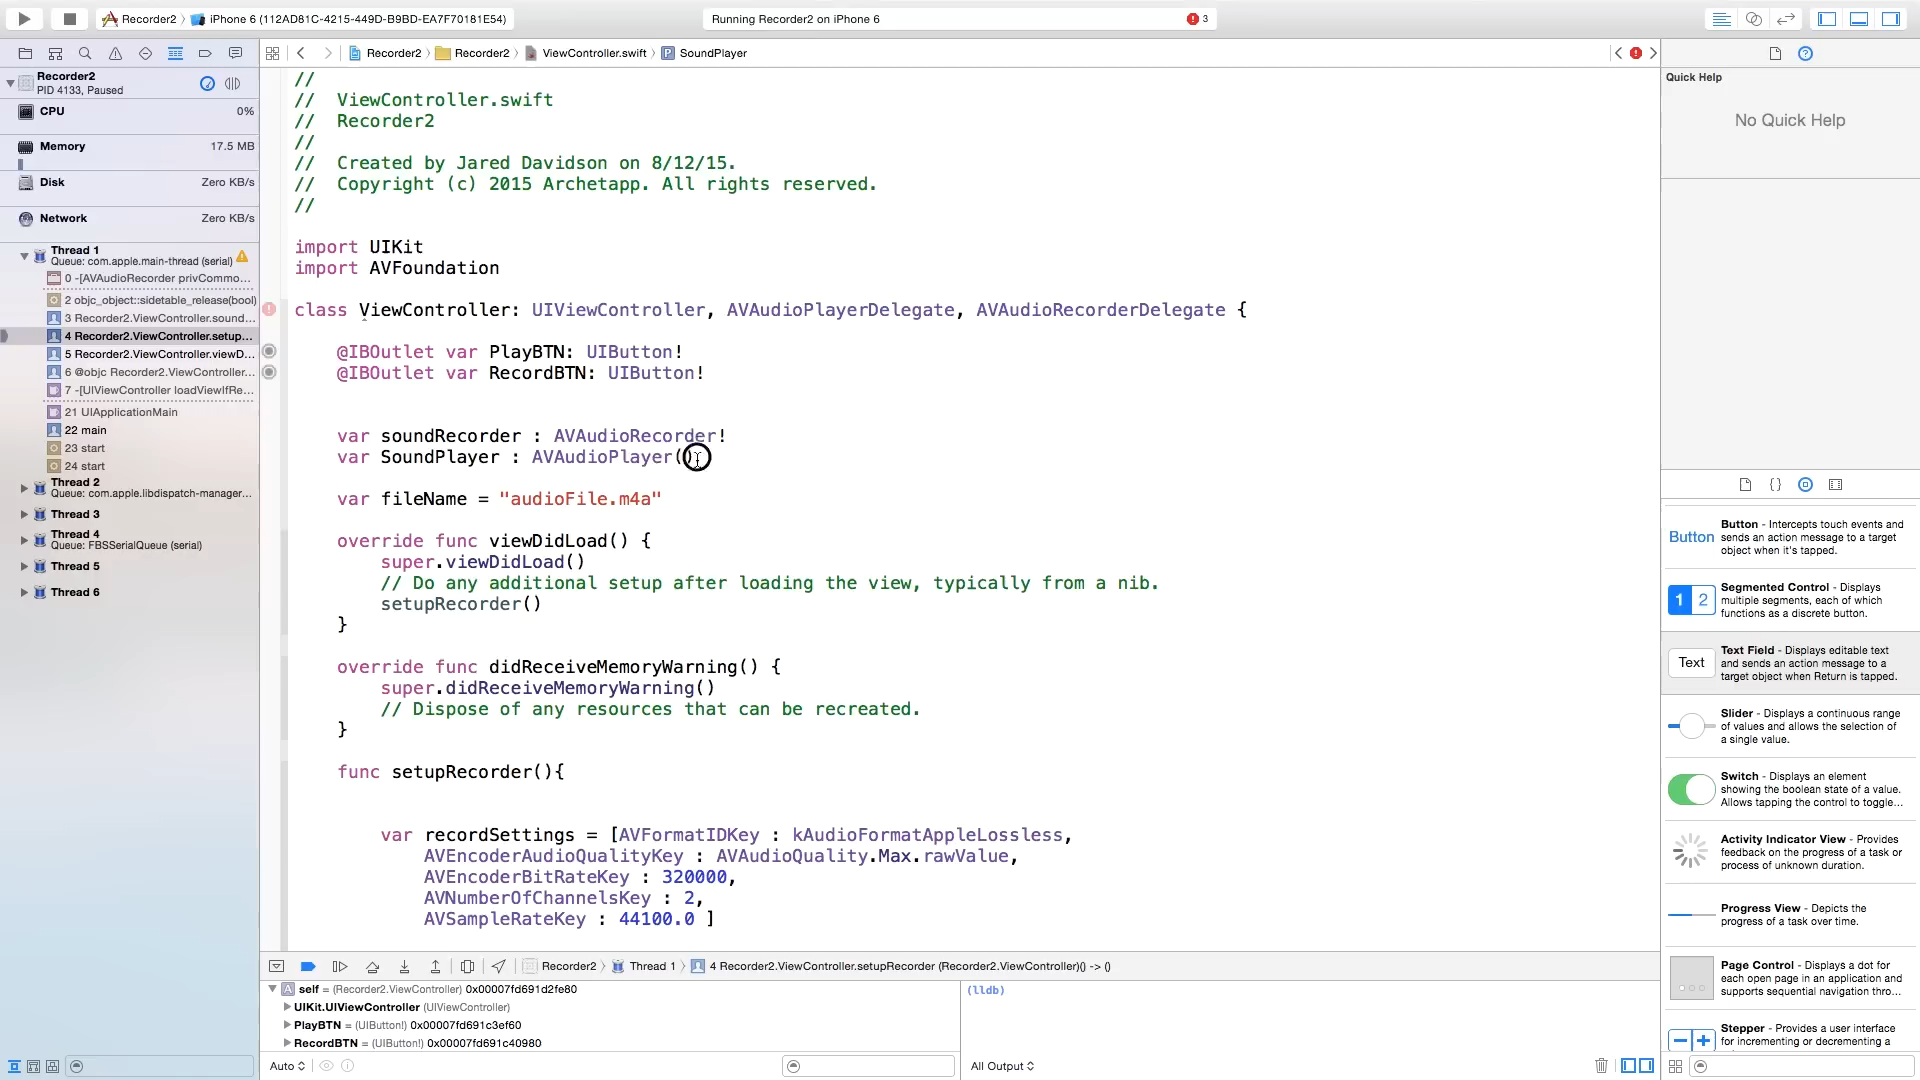 Recorder2 〉 iPhone 6 (112AD81C-4215-449D-B9BD-EA7F70181E54)
Running Recorder2 on iPhone 6
3
Recorder2 〉 Recorder2 〉 ViewController.swift 〉 SoundPlayer
Recorder2
PID 4133, Paused
CPU 0%
Memory 17.5 MB
Disk Zero KB/s
Network Zero KB/s
Thread 1
Queue: com.apple.main-thread (serial)
0 -[AVAudioRecorder privCommo...
2 objc_object::sidetable_release(bool)
3 Recorder2.ViewController.sound...
4 Recorder2.ViewController.setup...
5 Recorder2.ViewController.viewD...
6 @objc Recorder2.ViewController...
7 -[UIViewController loadViewIfRe...
21 UIApplicationMain
22 main
23 start
24 start
Thread 2
Queue: com.apple.libdispatch-manager...
Thread 3
Thread 4
Queue: FBSSerialQueue (serial)
Thread 5
Thread 6
//
// ViewController.swift
// Recorder2
//
// Created by Jared Davidson on 8/12/15.
// Copyright (c) 2015 Archetapp. All rights reserved.
//
import UIKit
import AVFoundation
class ViewController: UIViewController, AVAudioPlayerDelegate, AVAudioRecorderDelegate {
@IBOutlet var PlayBTN: UIButton!
@IBOutlet var RecordBTN: UIButton!
var soundRecorder : AVAudioRecorder!
var SoundPlayer : AVAudioPlayer()
var fileName = "audioFile.m4a"
override func viewDidLoad() {
super.viewDidLoad()
// Do any additional setup after loading the view, typically from a nib.
setupRecorder()
}
override func didReceiveMemoryWarning() {
super.didReceiveMemoryWarning()
// Dispose of any resources that can be recreated.
}
func setupRecorder(){
var recordSettings = [AVFormatIDKey : kAudioFormatAppleLossless,
AVEncoderAudioQualityKey : AVAudioQuality.Max.rawValue,
AVEncoderBitRateKey : 320000,
AVNumberOfChannelsKey : 2,
AVSampleRateKey : 44100.0 ]
Recorder2 〉 Thread 1 〉 4 Recorder2.ViewController.setupRecorder (Recorder2.ViewController)() -> ()
A self = (Recorder2.ViewController) 0x00007fd691d2fe80
UIKit.UIViewController (UIViewController)
PlayBTN = (UIButton!) 0x00007fd691c3ef60
RecordBTN = (UIButton!) 0x00007fd691c40980
Auto
(lldb)
All Output
Quick Help
No Quick Help
Button
Button - Intercepts touch events and
sends an action message to a target
object when it's tapped.
1 2
Segmented Control - Displays
multiple segments, each of which
functions as a discrete button.
Text
Text Field - Displays editable text
and sends an action message to a
target object when Return is tapped.
Slider - Displays a continuous range
of values and allows the selection of
a single value.
Switch - Displays an element
showing the boolean state of a value.
Allows tapping the control to toggle...
Activity Indicator View - Provides
feedback on the progress of a task or
process of unknown duration.
Progress View - Depicts the
progress of a task over time.
Page Control - Displays a dot for
each open page in an application and
supports sequential navigation thro...
Stepper - Provides a user interface
for incrementing or decrementing a